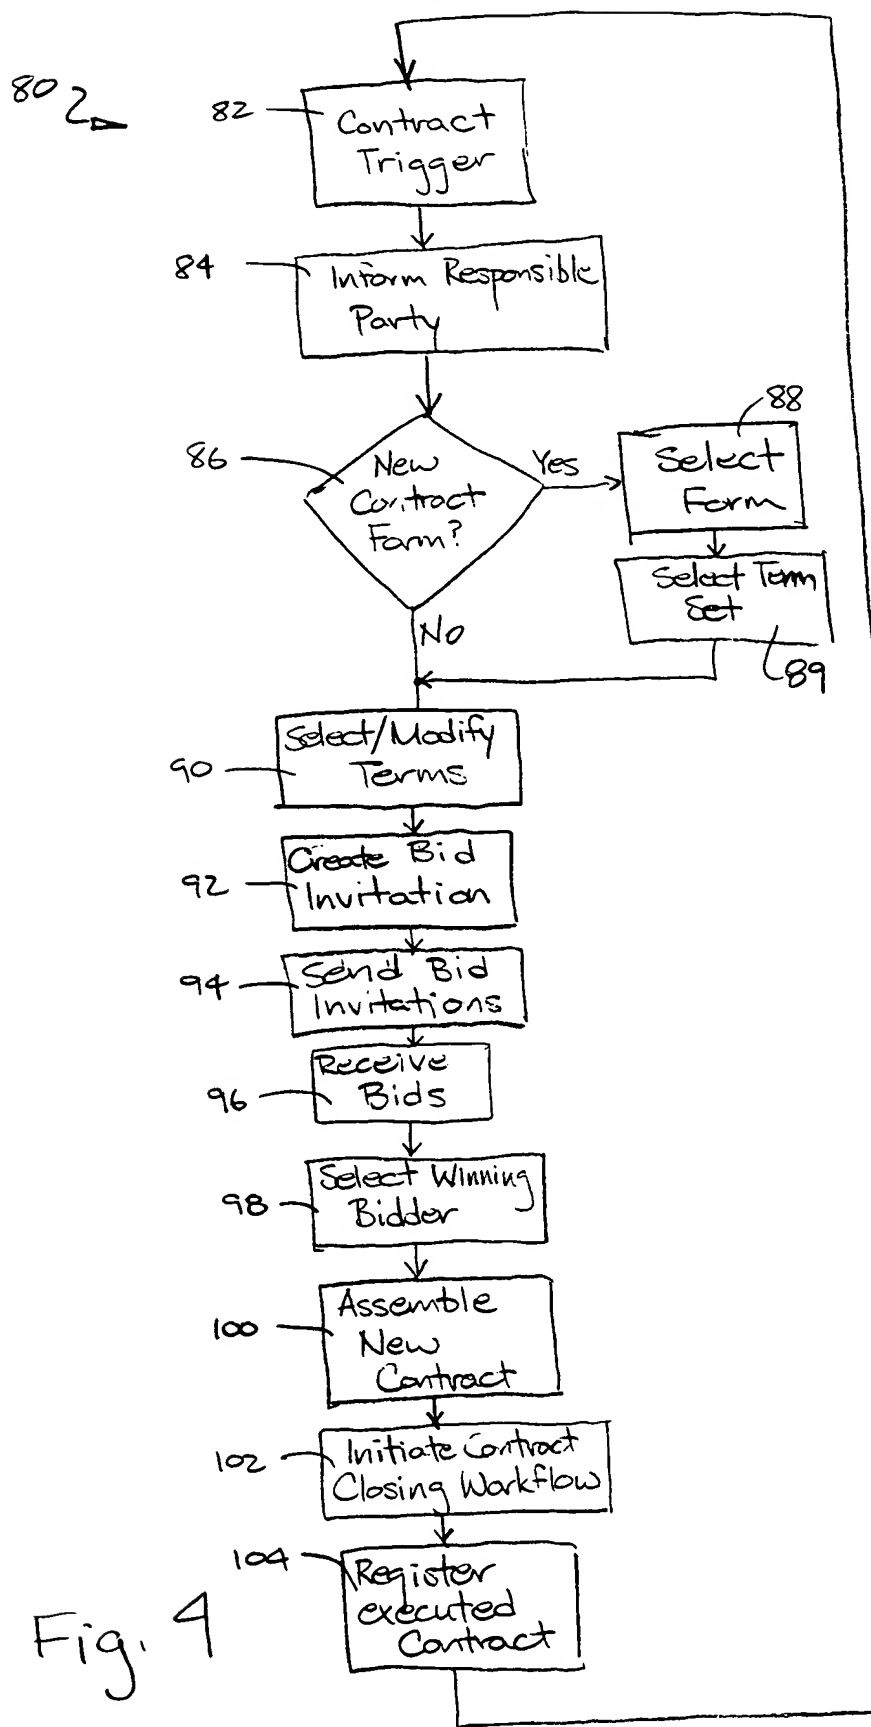 80
82
Contract
Trigger
84
Inform Responsible
Party
86
New
Contract
Form?
Yes
88
Select
Form
Select Term
Set
89
No
90
Select/Modify
Terms
92
Create Bid
Invitation
94
Send Bid
Invitations
96
Receive
Bids
98
Select Winning
Bidder
100
Assemble
New
Contract
102
Initiate Contract
Closing Workflow
104
Register
executed
Contract
Fig. 4